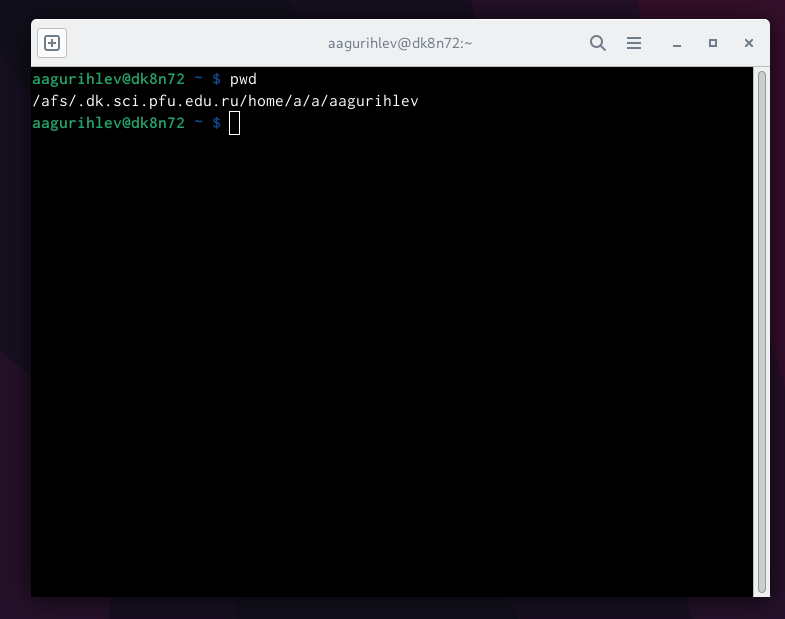 aagurihlev@dk8n72:~
aagurihlev@dk8n72 ~ $ pwd
/afs/.dk.sci.pfu.edu.ru/home/a/a/aagurihlev
aagurihlev@dk8n72 ~ $